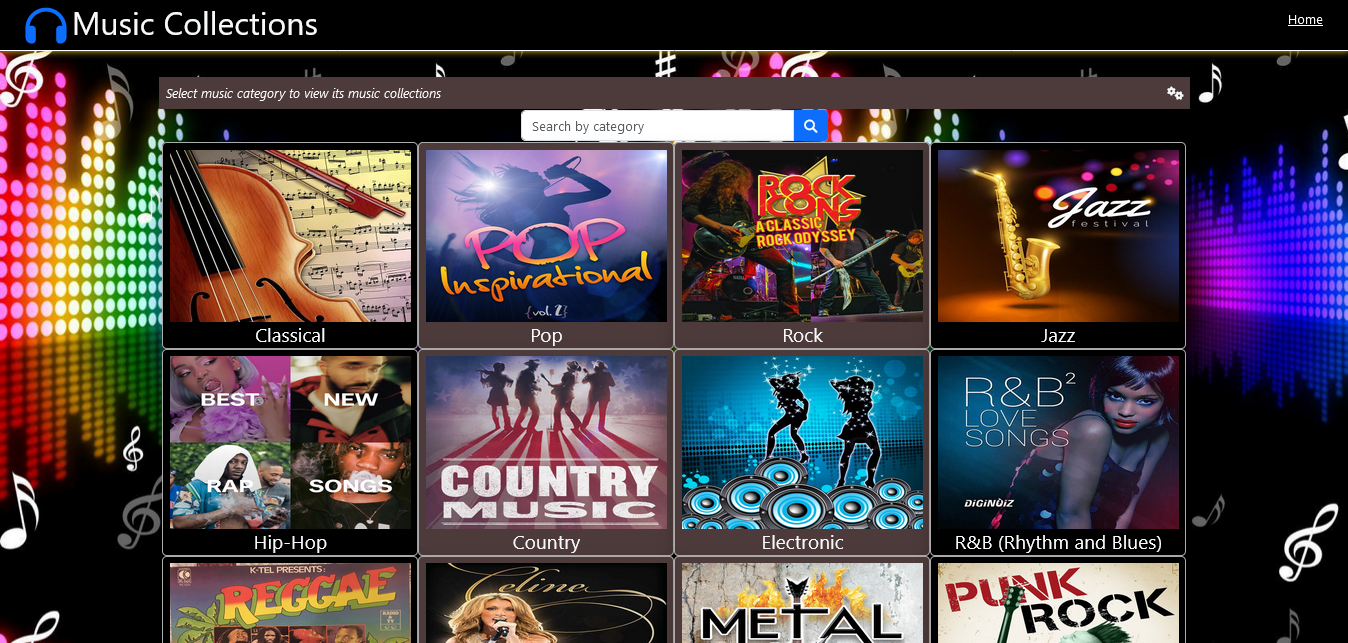 Music Collections
Home
Select music category to view its music collections
Search by category
POP
Inspirational
{vol. 2}
ROCK
ICONS
A CLASSIC
ROCK ODYSSEY
Jazz
festival
Classical
Pop
Rock
Jazz
BEST
NEW
RAP
SONGS
COUNTRY
MUSIC
R&B²
LOVE
SONGS
DIGINOIZ
Hip-Hop
Country
Electronic
R&B (Rhythm and Blues)
K-TEL PRESENTS:
REGGAE
Celine
METAL
PUNK
ROCK